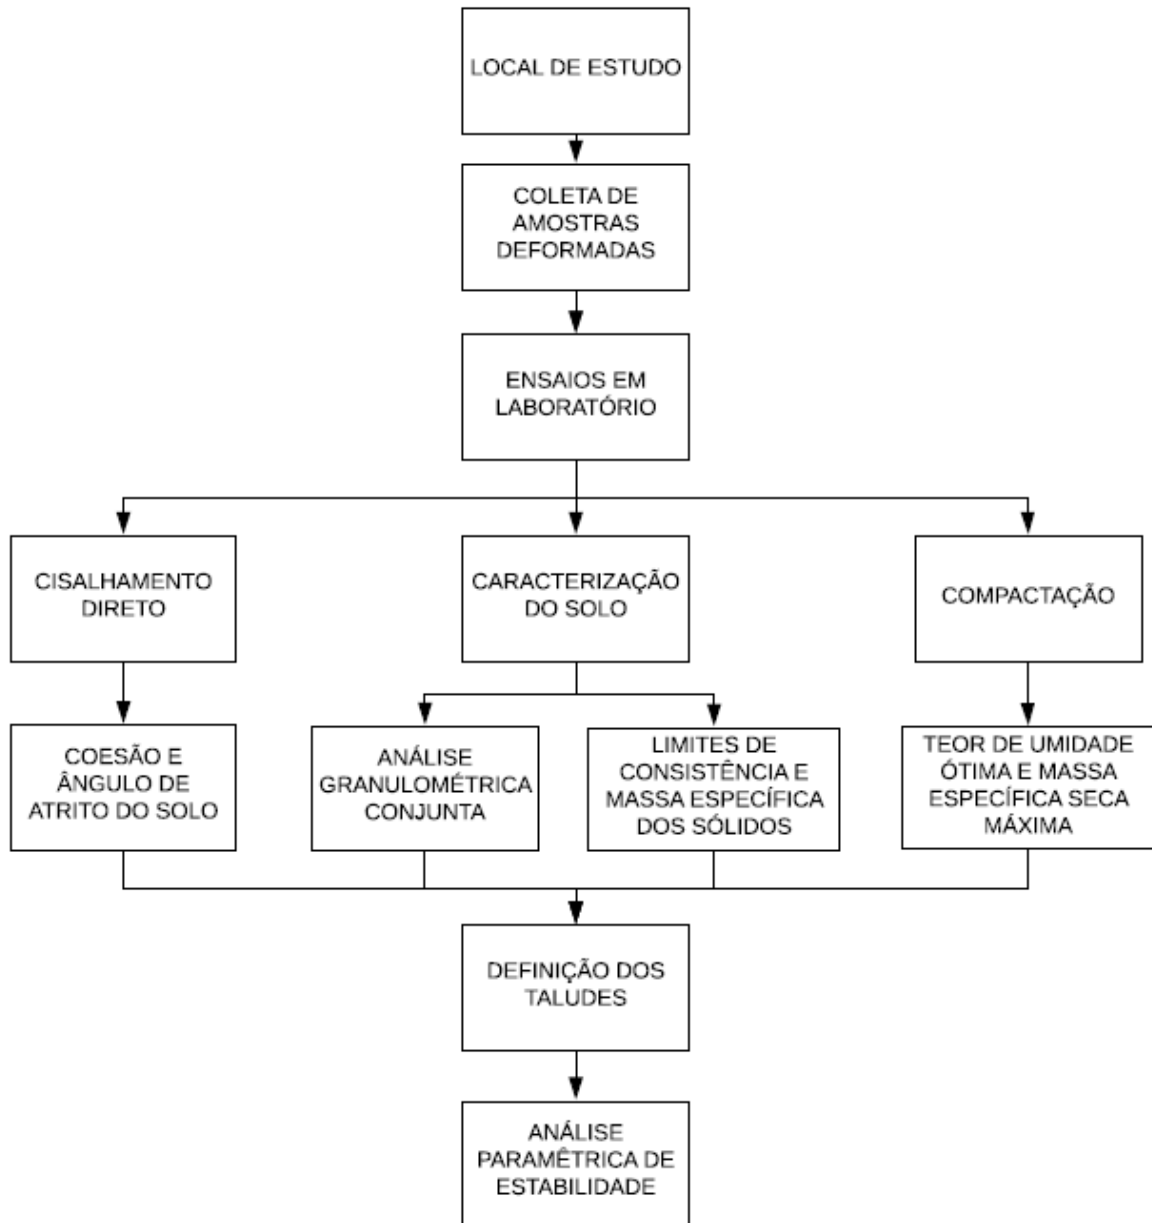 LOCAL DE ESTUDO
COLETA DE
AMOSTRAS
DEFORMADAS
ENSAIOS EM
LABORATÓRIO
CISALHAMENTO
DIRETO
CARACTERIZAÇÃO
DO SOLO
COMPACTAÇÃO
COESÃO E
ÂNGULO DE
ATRITO DO SOLO
ANÁLISE
GRANULOMÉTRICA
CONJUNTA
LIMITES DE
CONSISTÊNCIA E
MASSA ESPECÍFICA
DOS SÓLIDOS
TEOR DE UMIDADE
ÓTIMA E MASSA
ESPECÍFICA SECA
MÁXIMA
DEFINIÇÃO DOS
TALUDES
ANÁLISE
PARAMÊTRICA DE
ESTABILIDADE